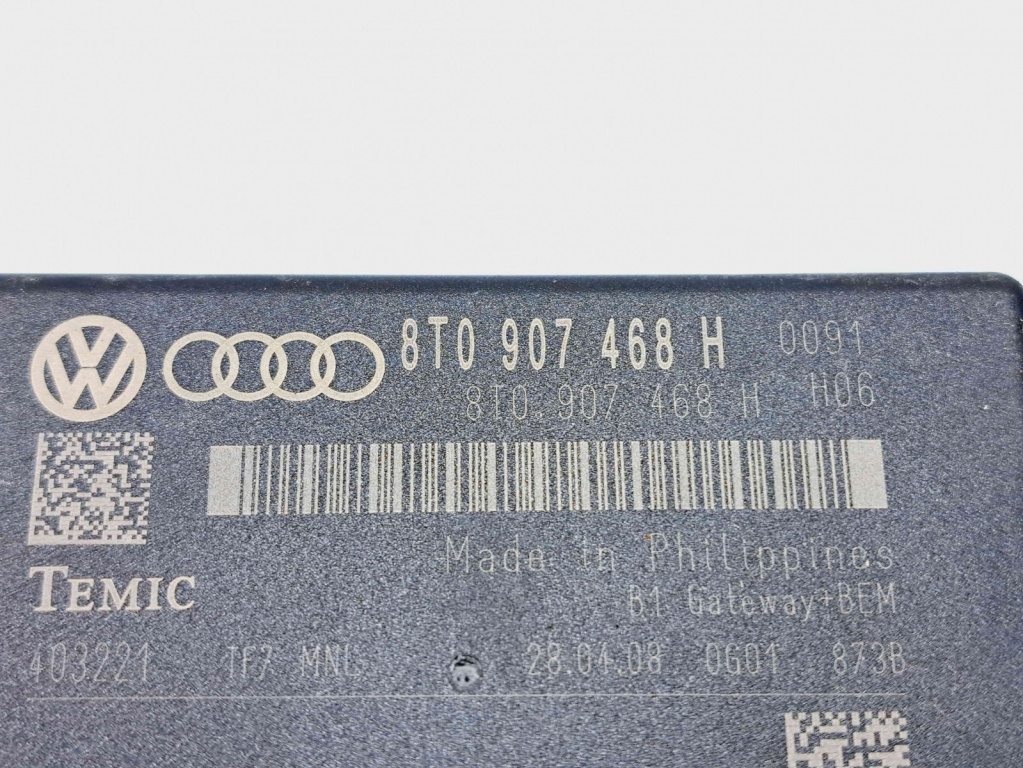 8T0 907 468 H 0091
8T0.907 468 H H06
Made in Philippines
TEMIC
B1 Gateway+BEM
403221 TF7 MNL 28.04.08 0G01 873B